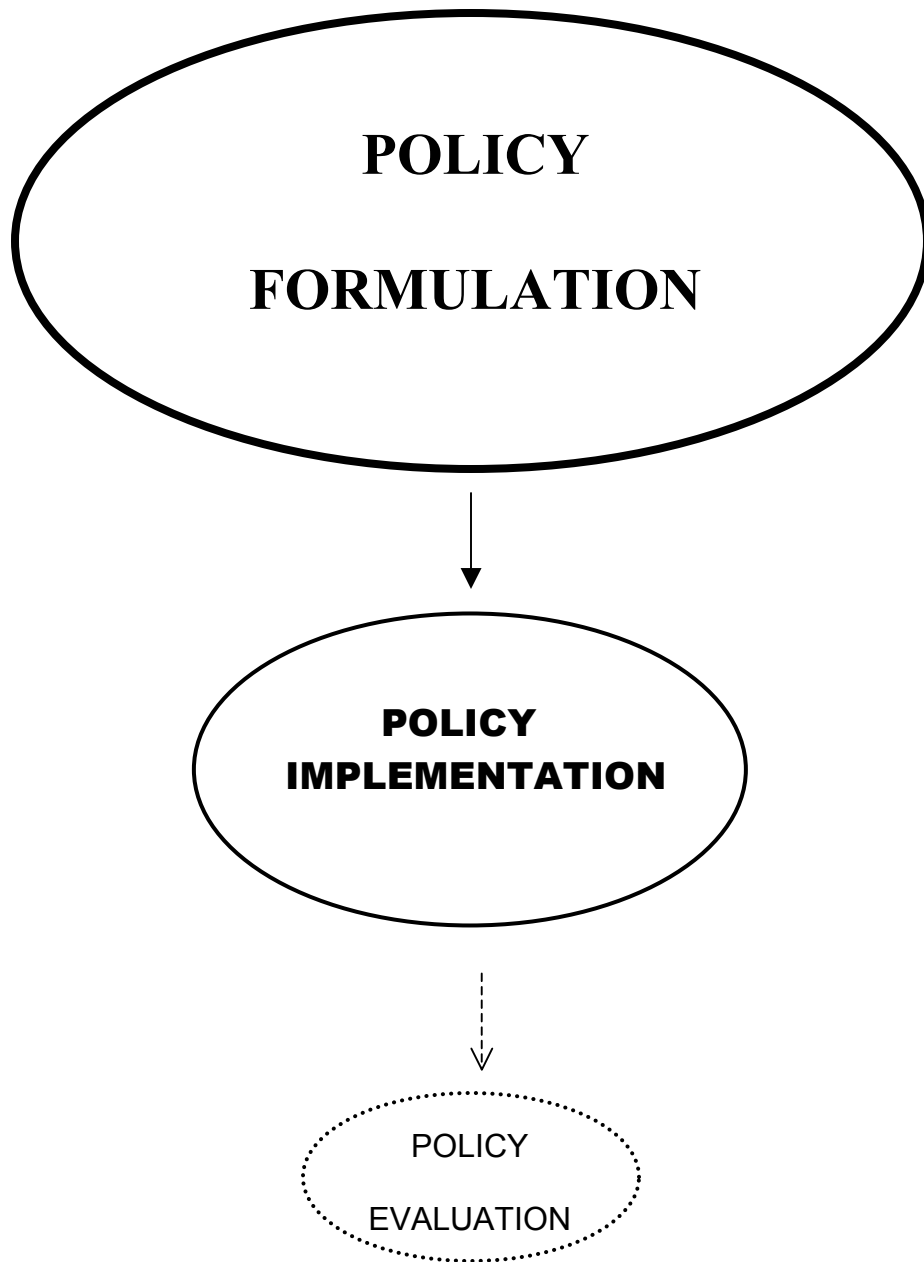 POLICY
FORMULATION
POLICY
IMPLEMENTATION
POLICY
EVALUATION